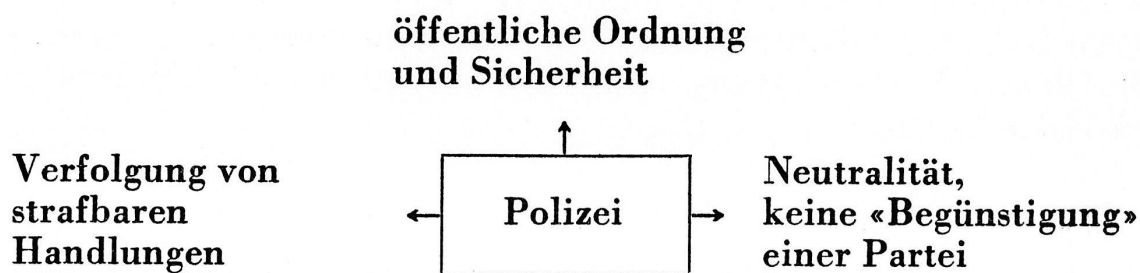 öffentliche Ordnung
und Sicherheit
Verfolgung von
strafbaren
Handlungen
Polizei
Neutralität,
keine «Begünstigung»
einer Partei